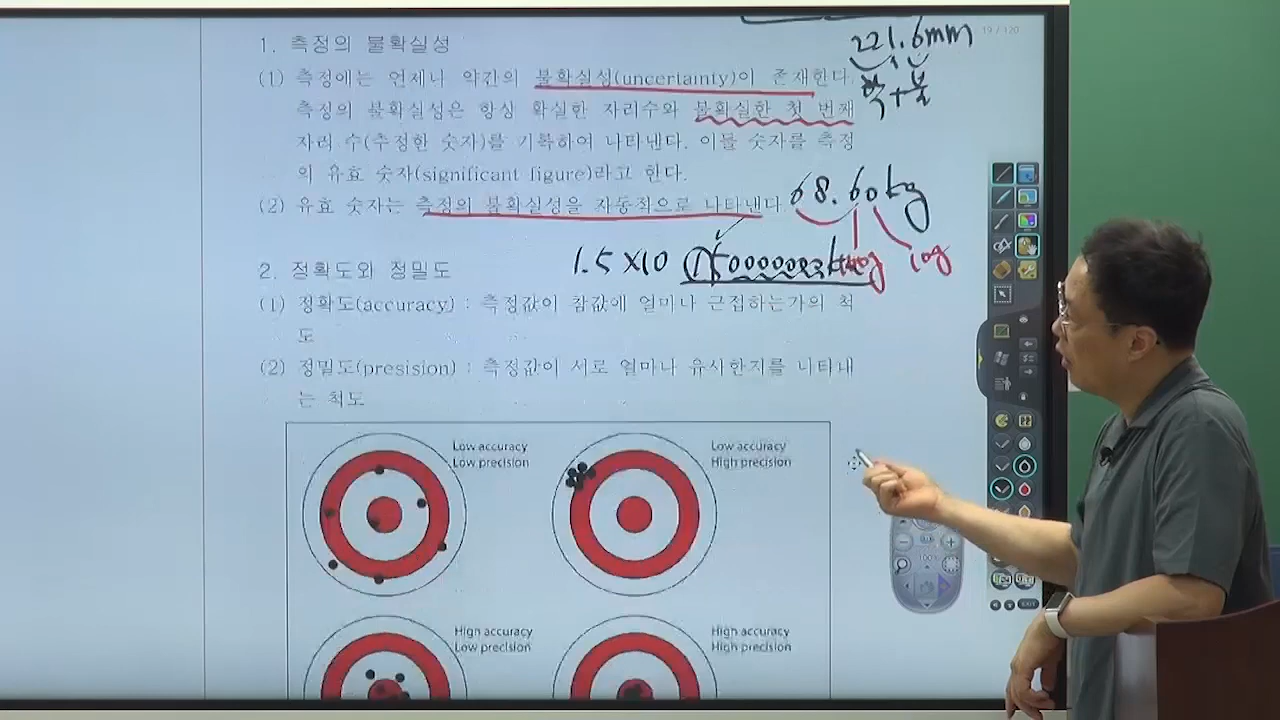 19 / 120
221.6mm
확+불
1. 측정의 불확실성
(1) 측정에는 언제나 약간의 불확실성(uncertainty)이 존재한다.
측정의 불확실성은 항상 확실한 자리수와 불확실한 첫 번째
자리 수(추정한 숫자)를 기록하여 나타낸다. 이들 숫자를 측정
의 유효 숫자(significant figure)라고 한다.
(2) 유효 숫자는 측정의 불확실성을 자동적으로 나타낸다.
68.60kg
1.5 ×10
10g
2. 정확도와 정밀도
(1) 정확도(accuracy) : 측정값이 참값에 얼마나 근접하는가의 척
도
(2) 정밀도(presision) : 측정값이 서로 얼마나 유사한지를 나타내
는 척도
Low accuracy
Low precision
Low accuracy
High precision
High accuracy
Low precision
High accuracy
High precision
100%
EXIT